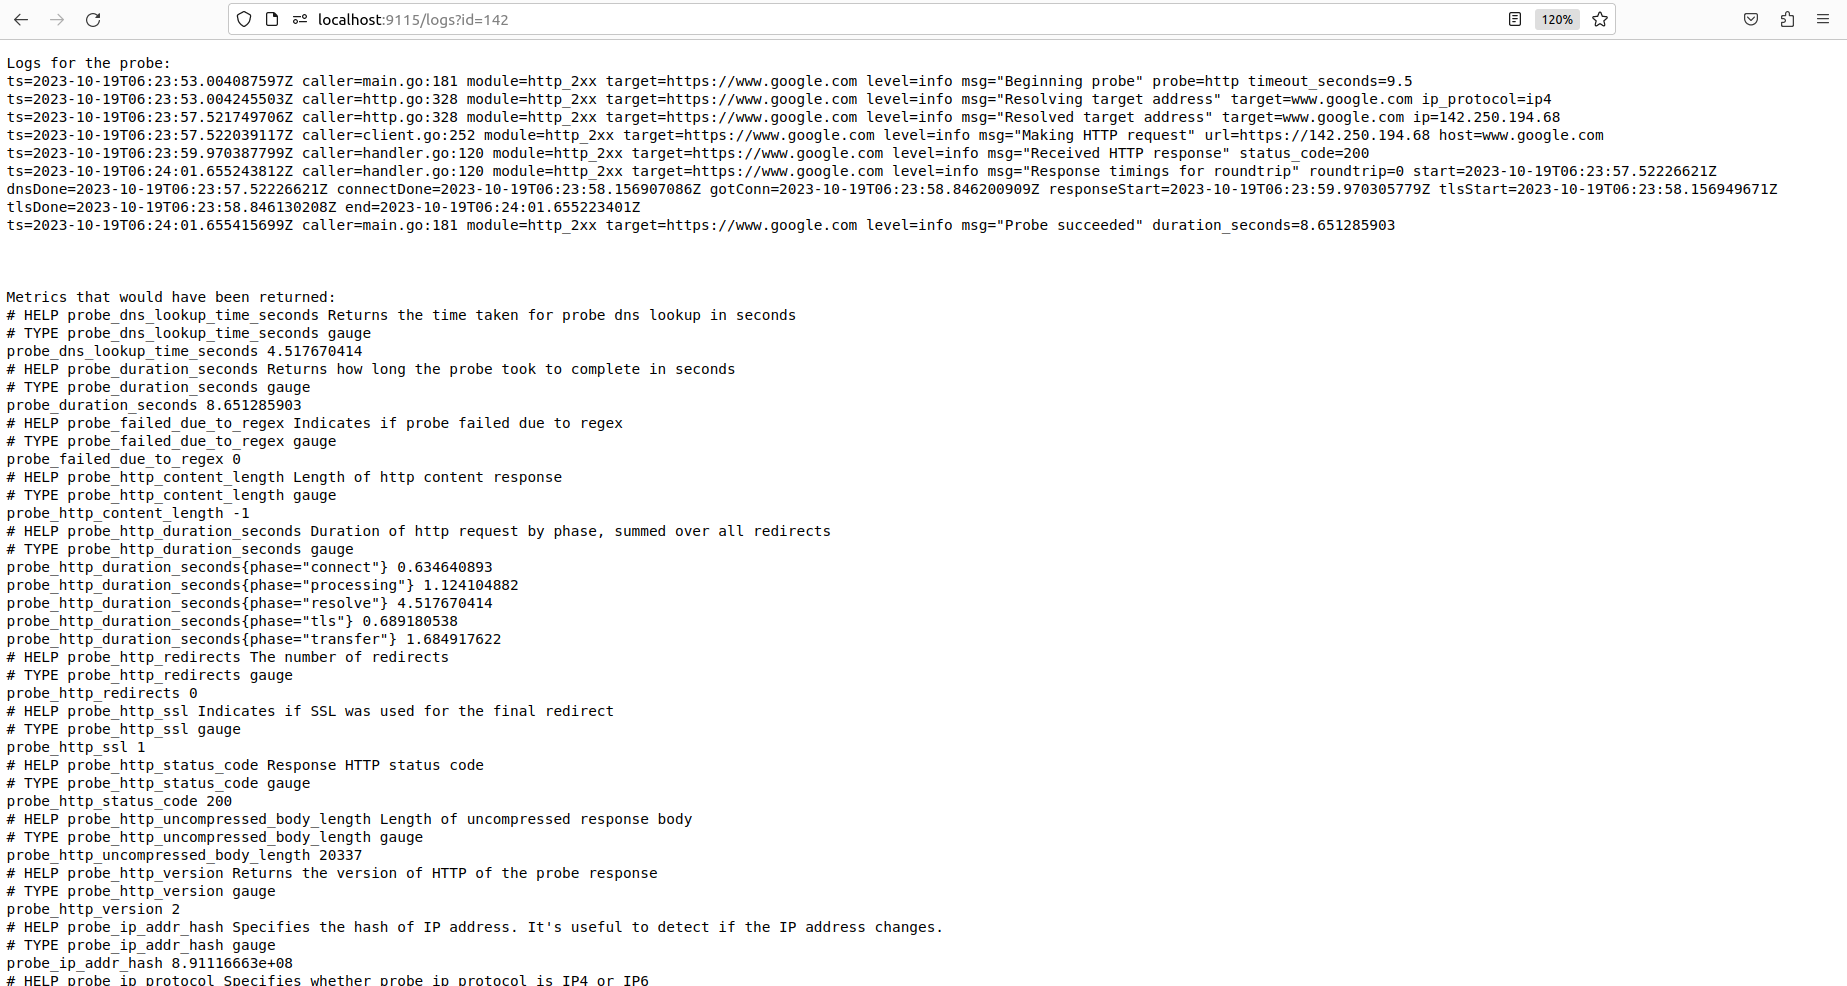 localhost:9115/logs?id=142
120%
Logs for the probe:
ts=2023-10-19T06:23:53.004087597Z caller=main.go:181 module=http_2xx target=https://www.google.com level=info msg="Beginning probe" probe=http timeout_seconds=9.5
ts=2023-10-19T06:23:53.004245503Z caller=http.go:328 module=http_2xx target=https://www.google.com level=info msg="Resolving target address" target=www.google.com ip_protocol=ip4
ts=2023-10-19T06:23:57.521749706Z caller=http.go:328 module=http_2xx target=https://www.google.com level=info msg="Resolved target address" target=www.google.com ip=142.250.194.68
ts=2023-10-19T06:23:57.522039117Z caller=client.go:252 module=http_2xx target=https://www.google.com level=info msg="Making HTTP request" url=https://142.250.194.68 host=www.google.com
ts=2023-10-19T06:23:59.970387799Z caller=handler.go:120 module=http_2xx target=https://www.google.com level=info msg="Received HTTP response" status_code=200
ts=2023-10-19T06:24:01.655243812Z caller=handler.go:120 module=http_2xx target=https://www.google.com level=info msg="Response timings for roundtrip" roundtrip=0 start=2023-10-19T06:23:57.52226621Z
dnsDone=2023-10-19T06:23:57.52226621Z connectDone=2023-10-19T06:23:58.156907086Z gotConn=2023-10-19T06:23:58.846200909Z responseStart=2023-10-19T06:23:59.970305779Z tlsStart=2023-10-19T06:23:58.156949671Z
tlsDone=2023-10-19T06:23:58.846130208Z end=2023-10-19T06:24:01.655223401Z
ts=2023-10-19T06:24:01.655415699Z caller=main.go:181 module=http_2xx target=https://www.google.com level=info msg="Probe succeeded" duration_seconds=8.651285903
Metrics that would have been returned:
# HELP probe_dns_lookup_time_seconds Returns the time taken for probe dns lookup in seconds
# TYPE probe_dns_lookup_time_seconds gauge
probe_dns_lookup_time_seconds 4.517670414
# HELP probe_duration_seconds Returns how long the probe took to complete in seconds
# TYPE probe_duration_seconds gauge
probe_duration_seconds 8.651285903
# HELP probe_failed_due_to_regex Indicates if probe failed due to regex
# TYPE probe_failed_due_to_regex gauge
probe_failed_due_to_regex 0
# HELP probe_http_content_length Length of http content response
# TYPE probe_http_content_length gauge
probe_http_content_length -1
# HELP probe_http_duration_seconds Duration of http request by phase, summed over all redirects
# TYPE probe_http_duration_seconds gauge
probe_http_duration_seconds{phase="connect"} 0.634640893
probe_http_duration_seconds{phase="processing"} 1.124104882
probe_http_duration_seconds{phase="resolve"} 4.517670414
probe_http_duration_seconds{phase="tls"} 0.689180538
probe_http_duration_seconds{phase="transfer"} 1.684917622
# HELP probe_http_redirects The number of redirects
# TYPE probe_http_redirects gauge
probe_http_redirects 0
# HELP probe_http_ssl Indicates if SSL was used for the final redirect
# TYPE probe_http_ssl gauge
probe_http_ssl 1
# HELP probe_http_status_code Response HTTP status code
# TYPE probe_http_status_code gauge
probe_http_status_code 200
# HELP probe_http_uncompressed_body_length Length of uncompressed response body
# TYPE probe_http_uncompressed_body_length gauge
probe_http_uncompressed_body_length 20337
# HELP probe_http_version Returns the version of HTTP of the probe response
# TYPE probe_http_version gauge
probe_http_version 2
# HELP probe_ip_addr_hash Specifies the hash of IP address. It's useful to detect if the IP address changes.
# TYPE probe_ip_addr_hash gauge
probe_ip_addr_hash 8.91116663e+08
# HELP probe_ip_protocol Specifies whether probe ip protocol is IP4 or IP6